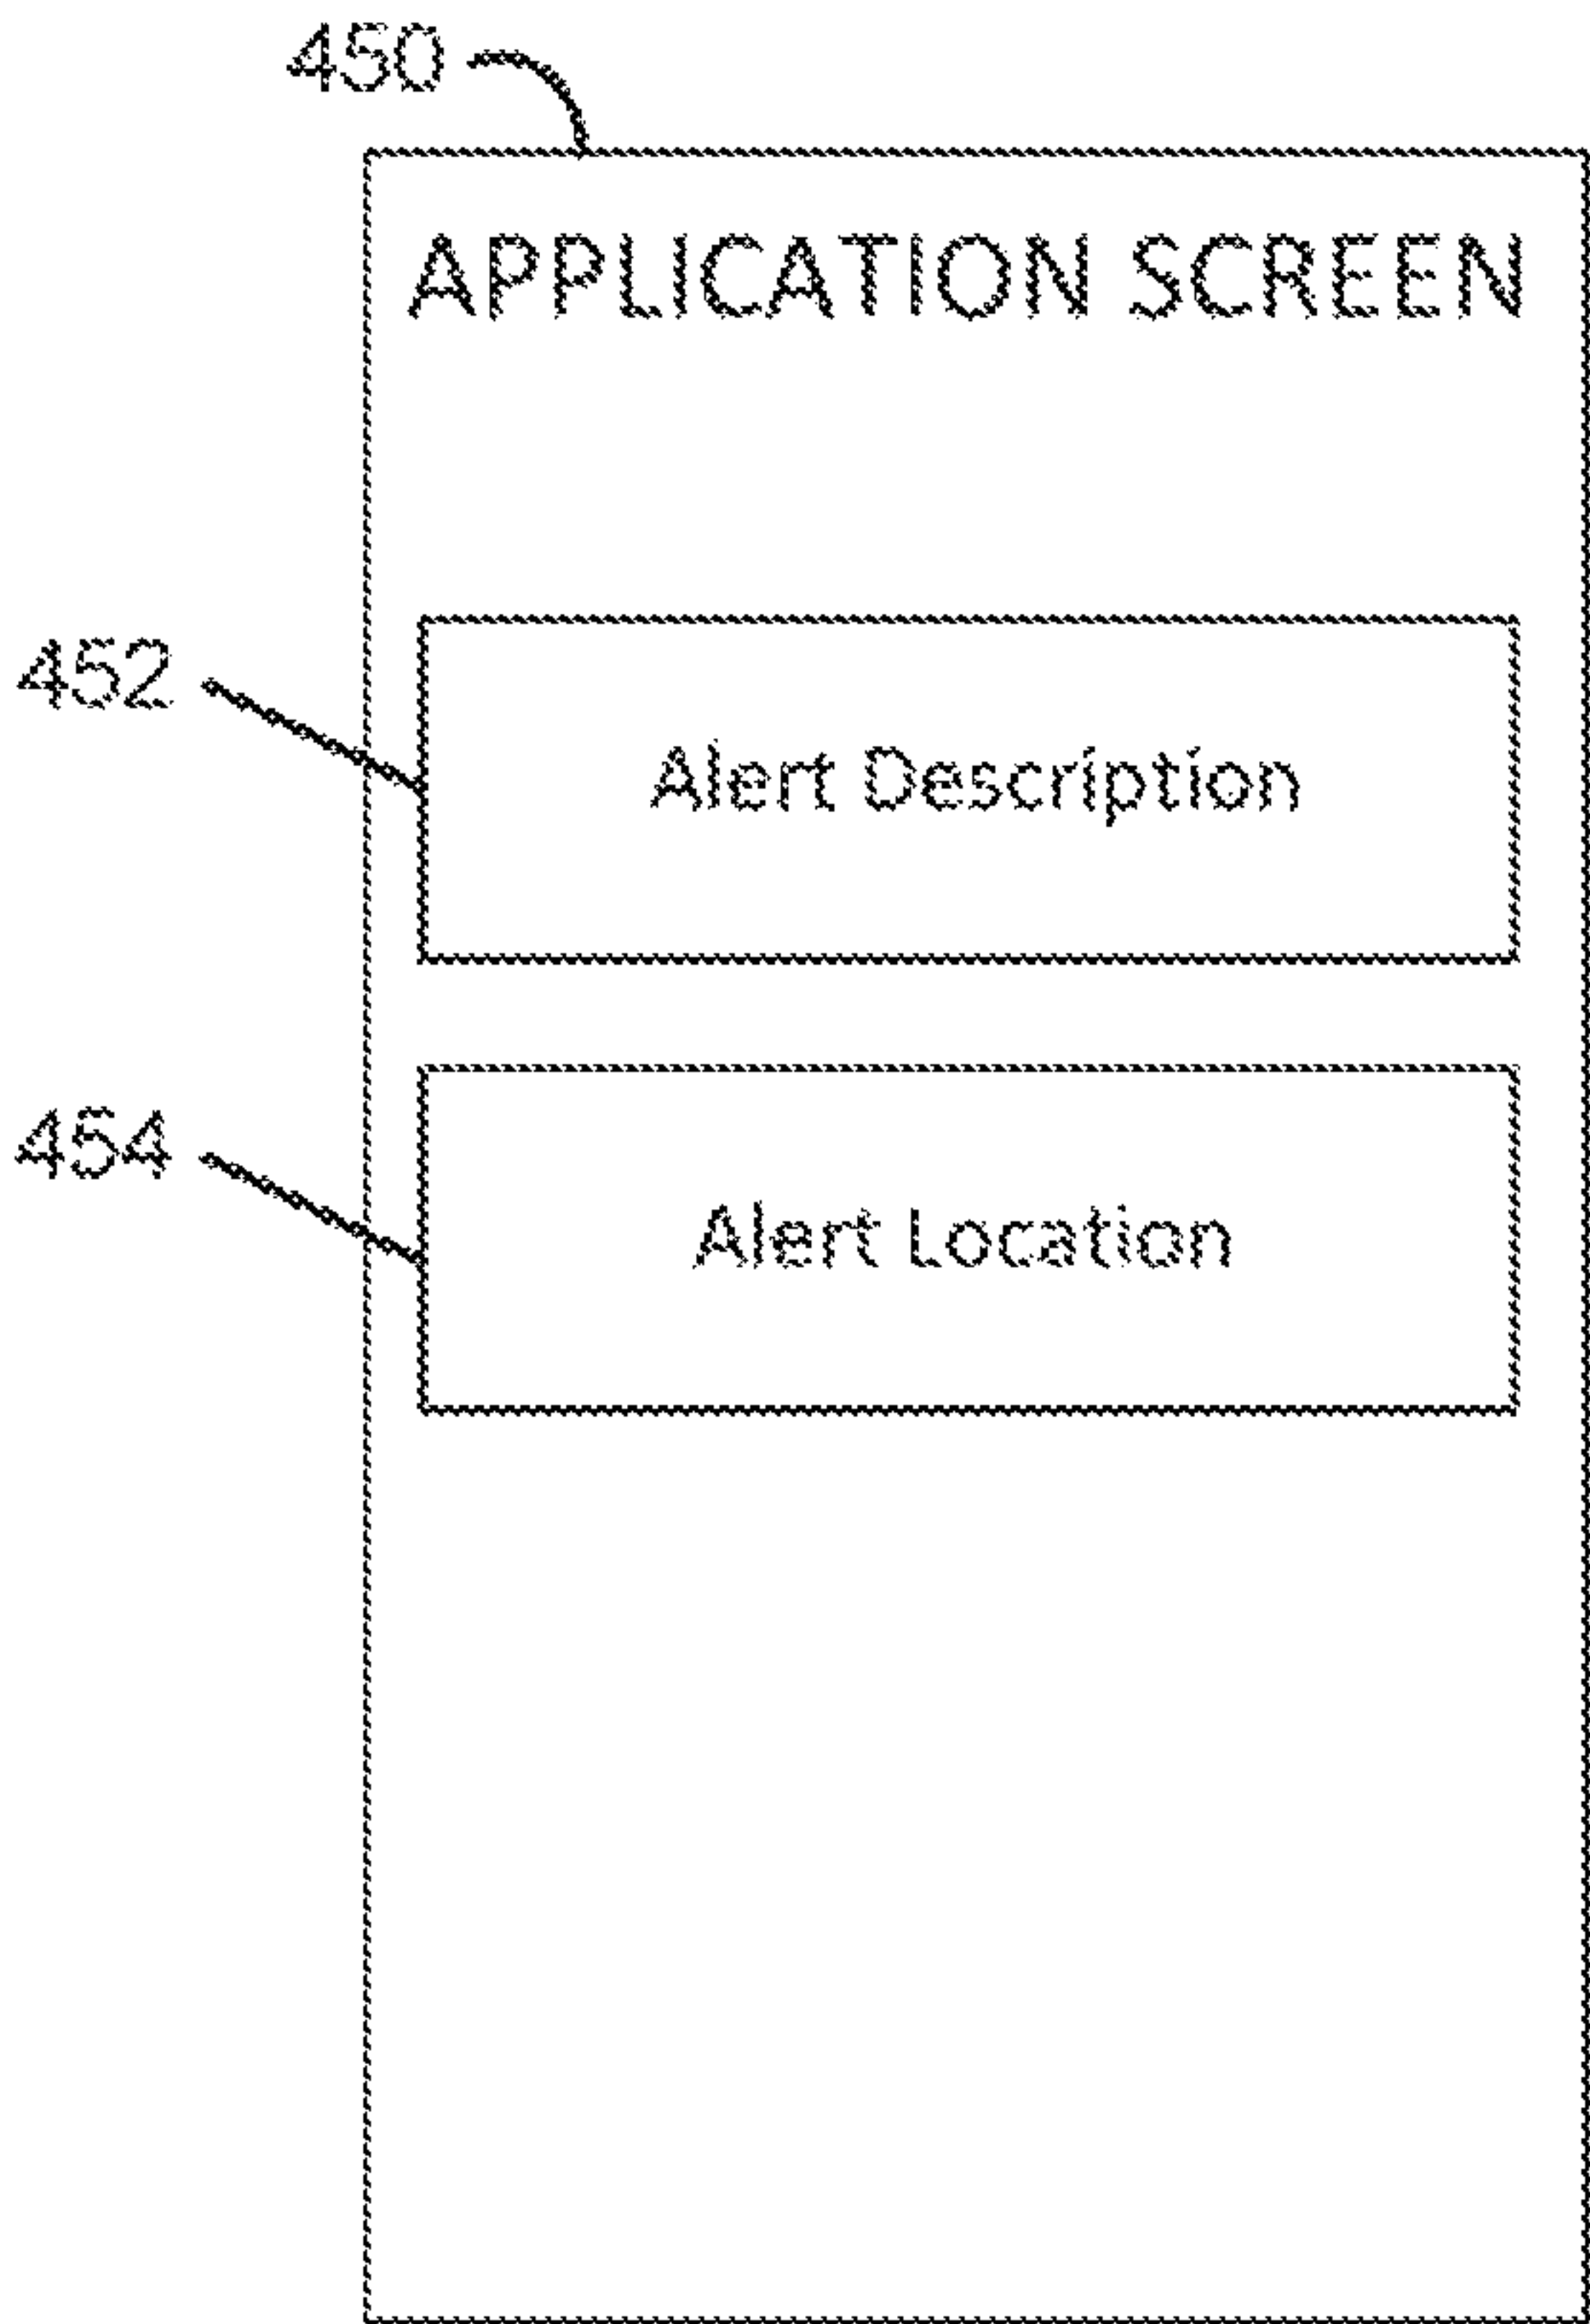 450
APPLICATION SCREEN
452
Alert Description
454
Alert Location